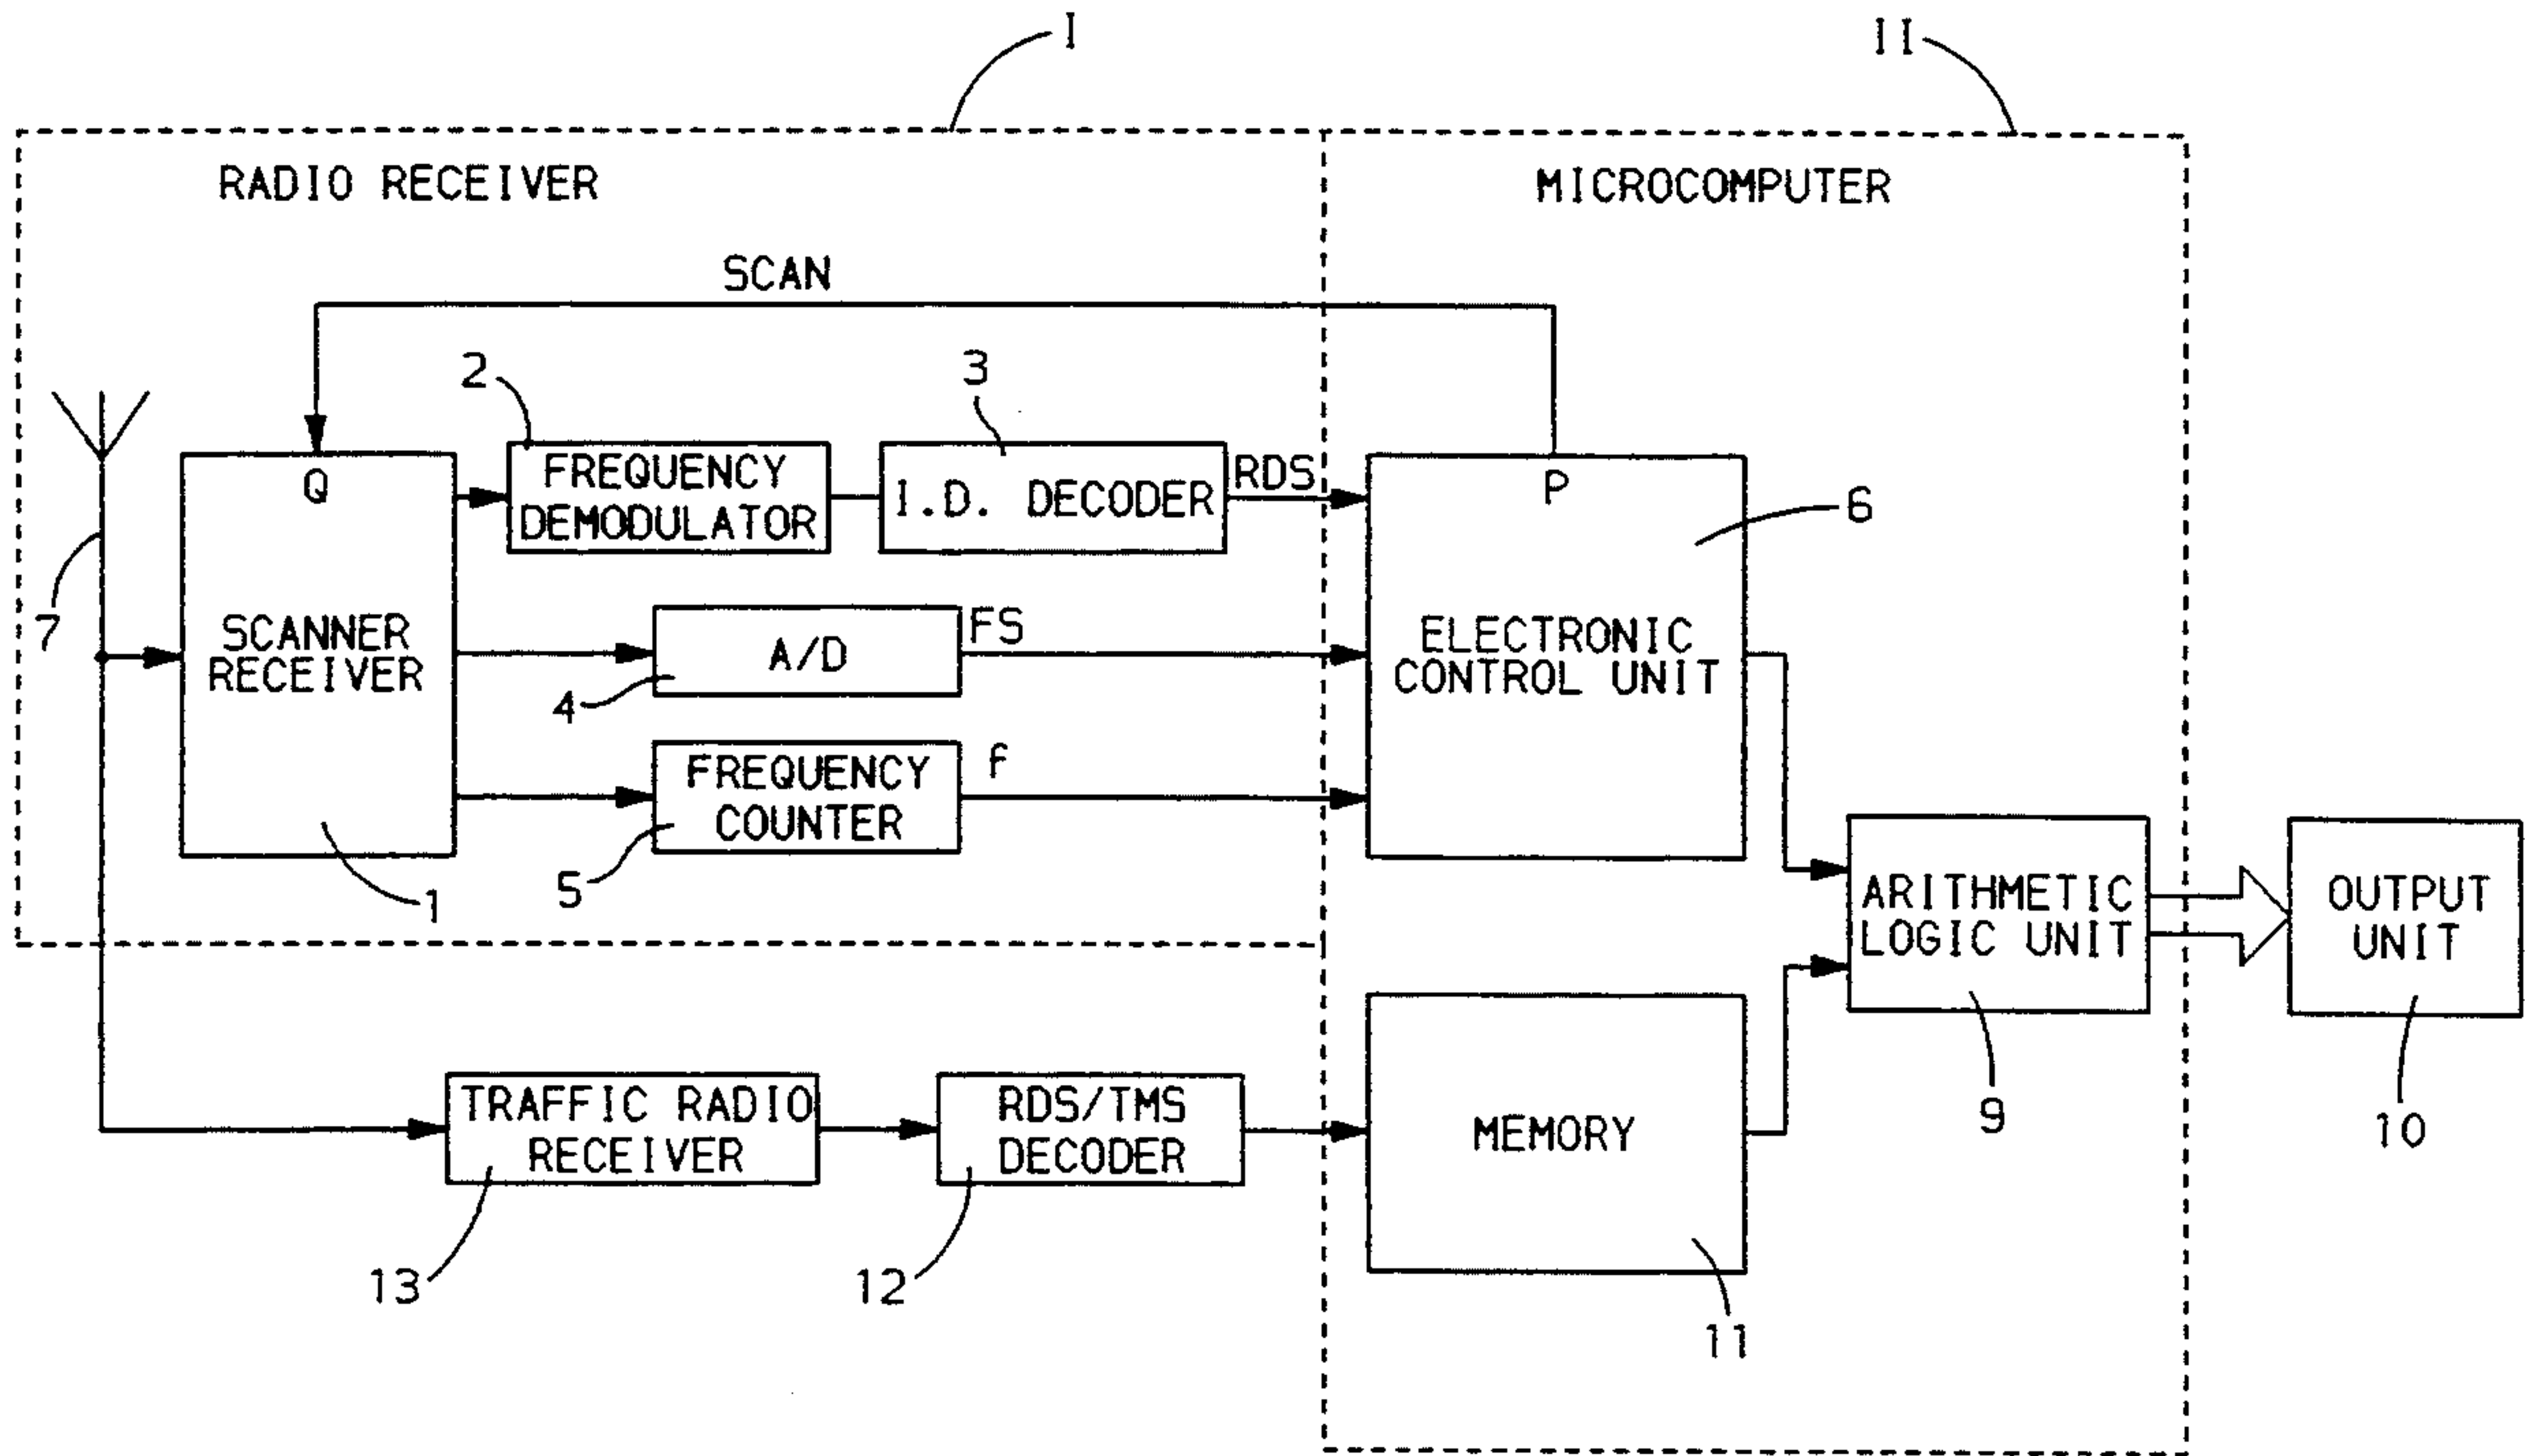 I
II
RADIO RECEIVER
MICROCOMPUTER
SCAN
2
3
Q
FREQUENCY
DEMODULATOR
I.D. DECODER
RDS
P
6
7
SCANNER
RECEIVER
A/D
FS
4
ELECTRONIC
CONTROL UNIT
FREQUENCY
COUNTER
f
5
1
ARITHMETIC
LOGIC UNIT
OUTPUT
UNIT
TRAFFIC RADIO
RECEIVER
RDS/TMS
DECODER
MEMORY
9
10
13
12
11